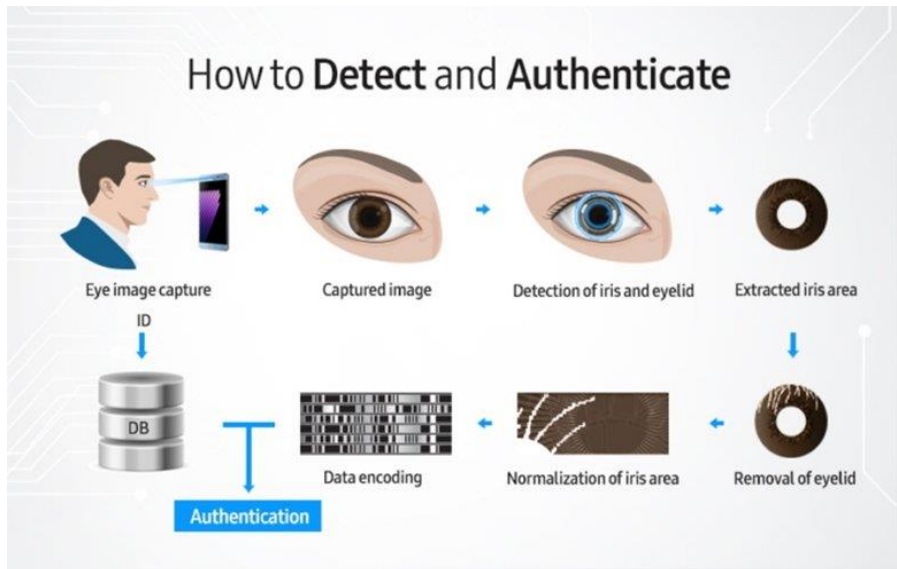 How to Detect and Authenticate
Eye image capture
Captured image
Detection of iris and eyelid
Extracted iris area
ID
DB
Data encoding
Normalization of iris area
Removal of eyelid
Authentication